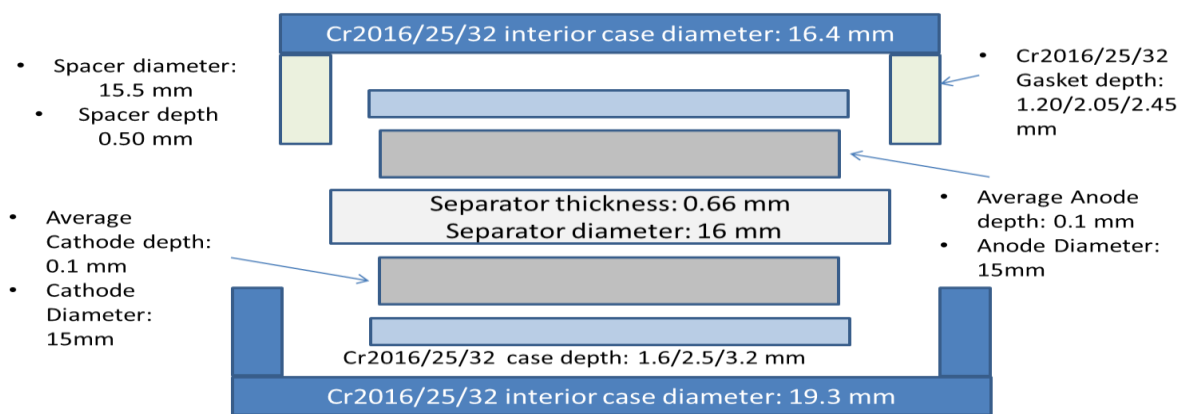 Cr2016/25/32 interior case diameter: 16.4 mm
• Spacer diameter:
15.5 mm
• Spacer depth
0.50 mm
• Cr2016/25/32
Gasket depth:
1.20/2.05/2.45
mm
Separator thickness: 0.66 mm
Separator diameter: 16 mm
• Average
Cathode depth:
0.1 mm
• Cathode
Diameter:
15mm
• Average Anode
depth: 0.1 mm
• Anode Diameter:
15mm
Cr2016/25/32 case depth: 1.6/2.5/3.2 mm
Cr2016/25/32 interior case diameter: 19.3 mm